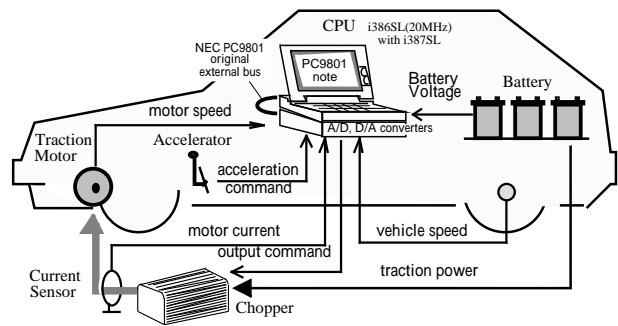 CPU i386SL(20MHz)
with i387SL
NEC PC9801
original
external bus
PC9801
note
Battery
Voltage
Battery
motor speed
A/D, D/A converters
Traction
Motor
Accelerator
acceleration
command
motor current
vehicle speed
output command
traction power
Current
Sensor
Chopper